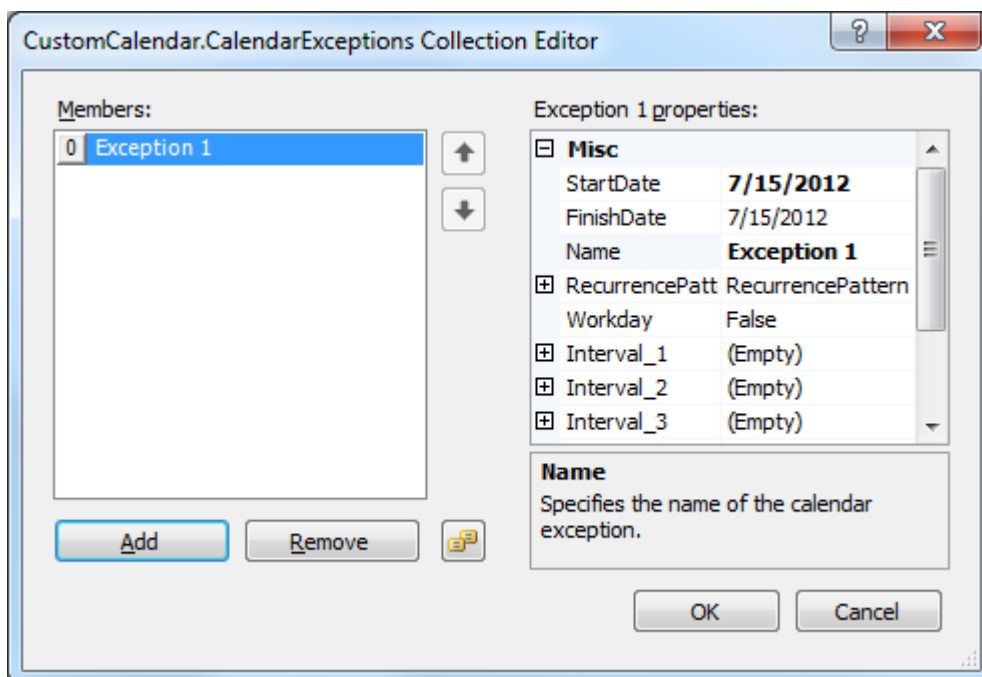 CustomCalendar.CalendarExceptions Collection Editor
Members:
0 Exception 1
Exception 1 properties:
Misc
StartDate 7/15/2012
FinishDate 7/15/2012
Name Exception 1
RecurrencePatt RecurrencePattern
Workday False
Interval_1 (Empty)
Interval_2 (Empty)
Interval_3 (Empty)
Name
Specifies the name of the calendar
exception.
Add Remove
OK Cancel